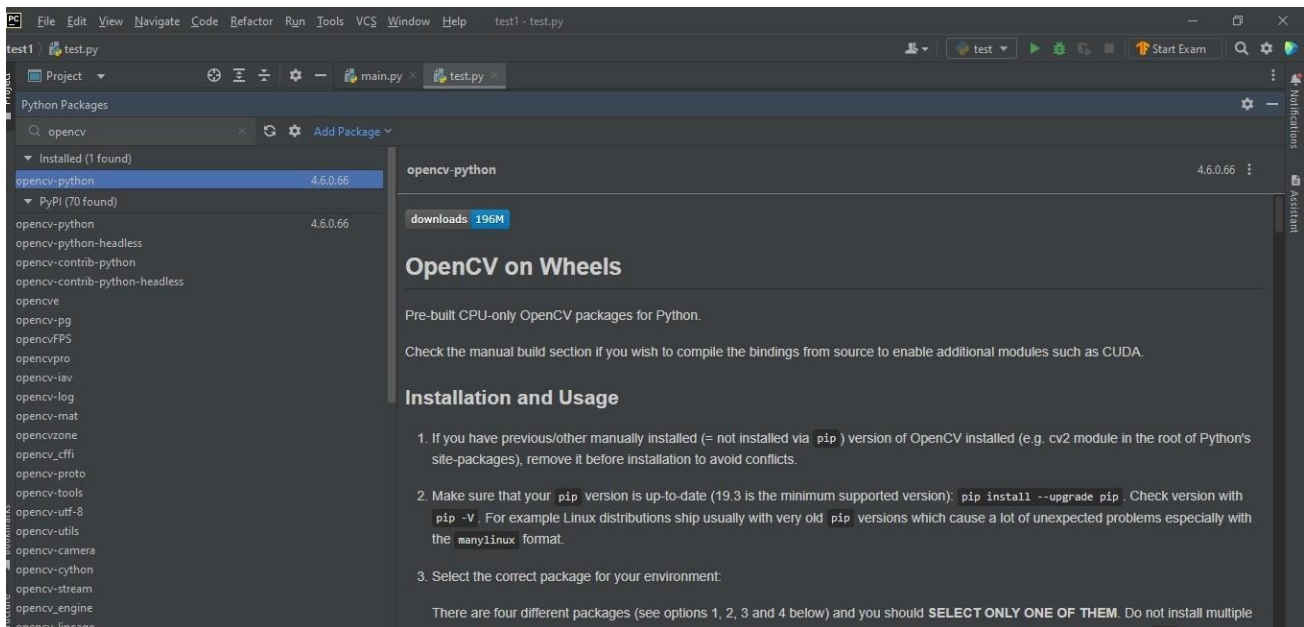 PC File Edit View Navigate Code Refactor Run Tools VCS Window Help test1 - test.py
test1 test.py test Start Exam
Project main.py test.py
Project
Notifications
Assistant
Python Packages
opencv Add Package
Installed (1 found)
opencv-python 4.6.0.66
PyPI (70 found)
opencv-python 4.6.0.66
opencv-python-headless
opencv-contrib-python
opencv-contrib-python-headless
opencve
opencv-pg
opencvFPS
opencvpro
opencv-iav
opencv-log
opencv-mat
opencvzone
opencv_cffi
opencv-proto
opencv-tools
opencv-utf-8
opencv-utils
opencv-camera
opencv-cython
opencv-stream
opencv_engine
opencv-lineage
Bookmarks
opencv-python 4.6.0.66
downloads 196M
OpenCV on Wheels
Pre-built CPU-only OpenCV packages for Python.
Check the manual build section if you wish to compile the bindings from source to enable additional modules such as CUDA.
Installation and Usage
1. If you have previous/other manually installed (= not installed via pip ) version of OpenCV installed (e.g. cv2 module in the root of Python's
site-packages), remove it before installation to avoid conflicts.
2. Make sure that your pip version is up-to-date (19.3 is the minimum supported version): pip install --upgrade pip . Check version with
pip -V . For example Linux distributions ship usually with very old pip versions which cause a lot of unexpected problems especially with
the manylinux format.
3. Select the correct package for your environment:
There are four different packages (see options 1, 2, 3 and 4 below) and you should SELECT ONLY ONE OF THEM. Do not install multiple